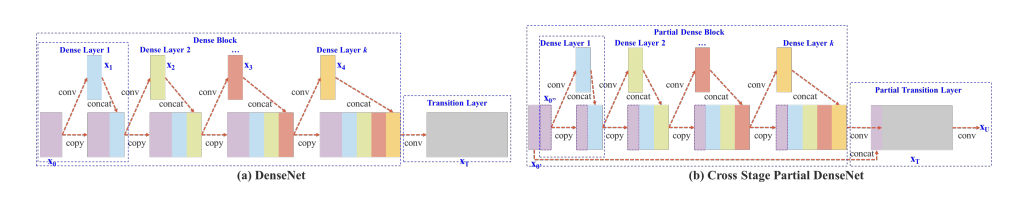 Dense Block
Dense Layer 1
Dense Layer 2
...
Dense Layer k
x1
x2
x3
x4
conv
conv
conv
conv
concat
concat
concat
concat
Transition Layer
copy
copy
copy
copy
conv
x0
xT
(a) DenseNet
Partial Dense Block
Dense Layer 1
Dense Layer 2
...
Dense Layer k
conv
conv
conv
conv
concat
concat
concat
concat
Partial Transition Layer
x0''
copy
copy
copy
copy
conv
conv
xU
x0'
concat
xT
(b) Cross Stage Partial DenseNet